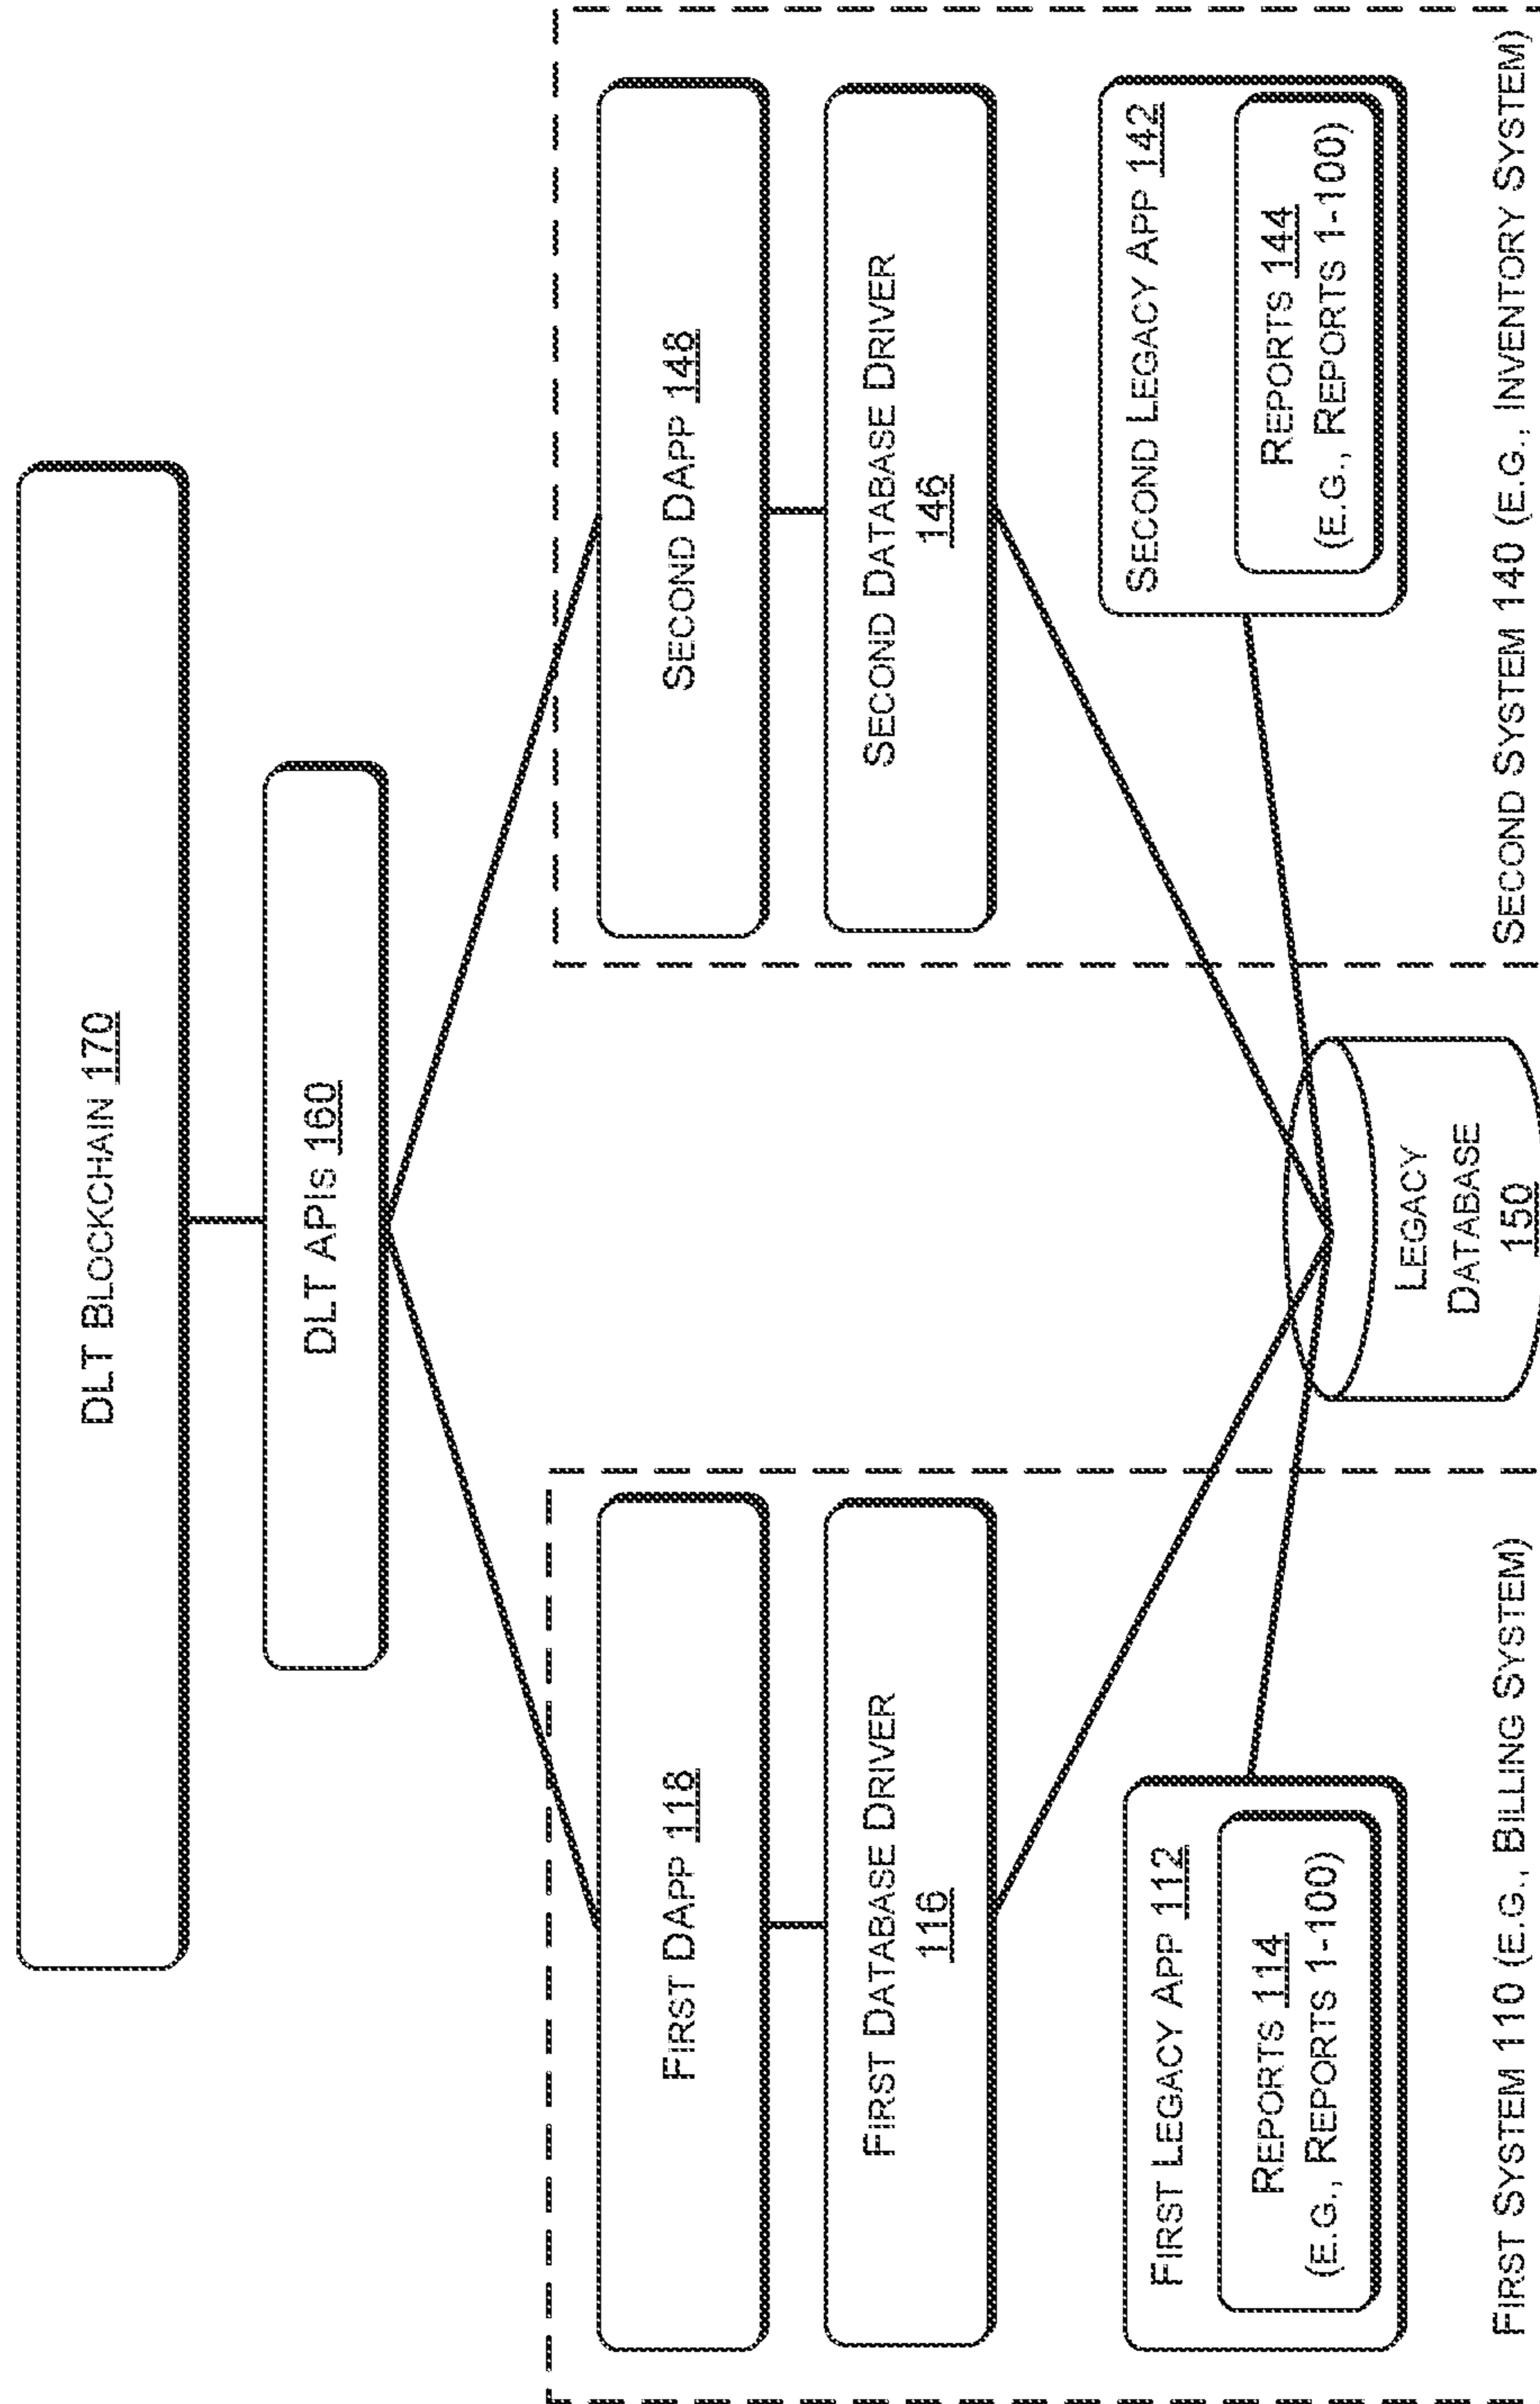 DLT BLOCKCHAIN 170
DLT APIS 160
FIRST DAPP 118
FIRST DATABASE DRIVER
116
FIRST LEGACY APP 112
REPORTS 114
(E.G., REPORTS 1-100)
FIRST SYSTEM 110 (E.G., BILLING SYSTEM)
LEGACY
DATABASE
150
SECOND DAPP 148
SECOND DATABASE DRIVER
146
SECOND LEGACY APP 142
REPORTS 144
(E.G., REPORTS 1-100)
SECOND SYSTEM 140 (E.G., INVENTORY SYSTEM)